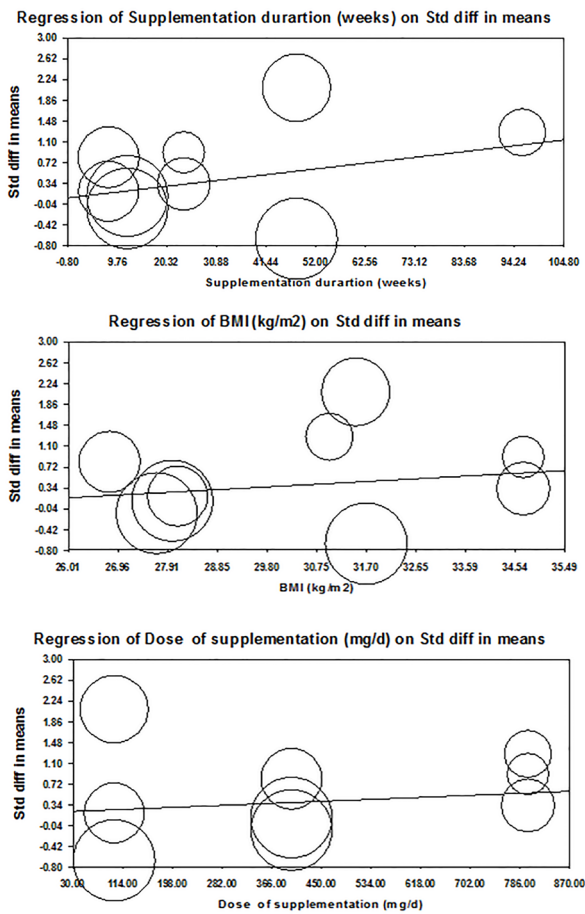 Regression of Supplementation durartion (weeks) on Std diff in means
3.00
2.62
2.24
1.86
1.48
1.10
0.72
0.34
-0.04
-0.42
-0.80
Std diff in means
-0.80 9.76 20.32 30.88 41.44 52.00 62.56 73.12 83.68 94.24 104.80
Supplementation durartion (weeks)
Regression of BMI (kg/m2) on Std diff in means
3.00
2.62
2.24
1.86
1.48
1.10
0.72
0.34
-0.04
-0.42
-0.80
Std diff in means
26.01 26.96 27.91 28.85 29.80 30.75 31.70 32.65 33.59 34.54 35.49
BMI (kg/m2)
Regression of Dose of supplementation (mg/d) on Std diff in means
3.00
2.62
2.24
1.86
1.48
1.10
0.72
0.34
-0.04
-0.42
-0.80
Std diff in means
30.00 114.00 198.00 282.00 366.00 450.00 534.00 618.00 702.00 786.00 870.00
Dose of supplementation (mg/d)